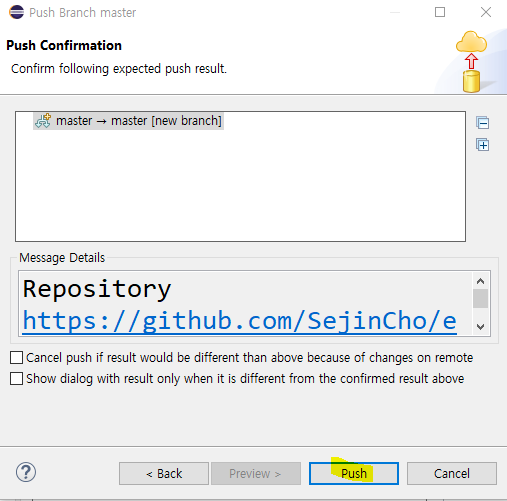 Push Branch master
Push Confirmation
Confirm following expected push result.
master → master [new branch]
Message Details
Repository
https://github.com/SejinCho/e
Cancel push if result would be different than above because of changes on remote
Show dialog with result only when it is different from the confirmed result above
< Back
Preview >
Push
Cancel